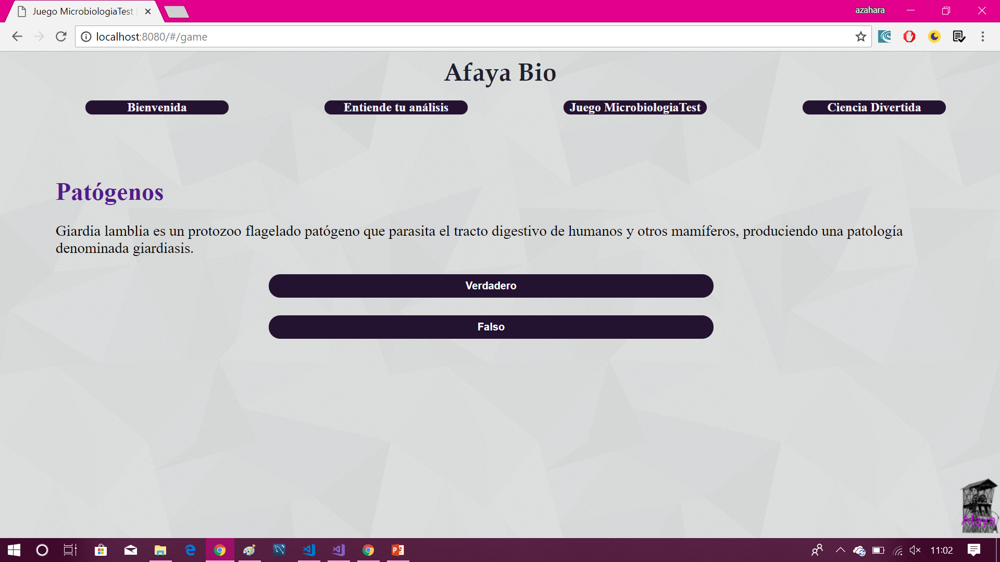 Juego MicrobiologiaTest
azahara
localhost:8080/#/game
Afaya Bio
Bienvenida
Entiende tu análisis
Juego MicrobiologiaTest
Ciencia Divertida
Patógenos
Giardia lamblia es un protozoo flagelado patógeno que parasita el tracto digestivo de humanos y otros mamíferos, produciendo una patología
denominada giardiasis.
Verdadero
Falso
Afaya
11:02